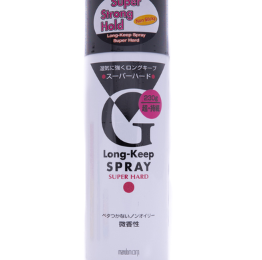 Super
Strong
Hold
Long-Keep Spray
Super Hard
湿気に強くロングキープ
スーパーハード
G
Long-Keep
SPRAY
SUPER HARD
ベタつかないノンオイリー
微香性